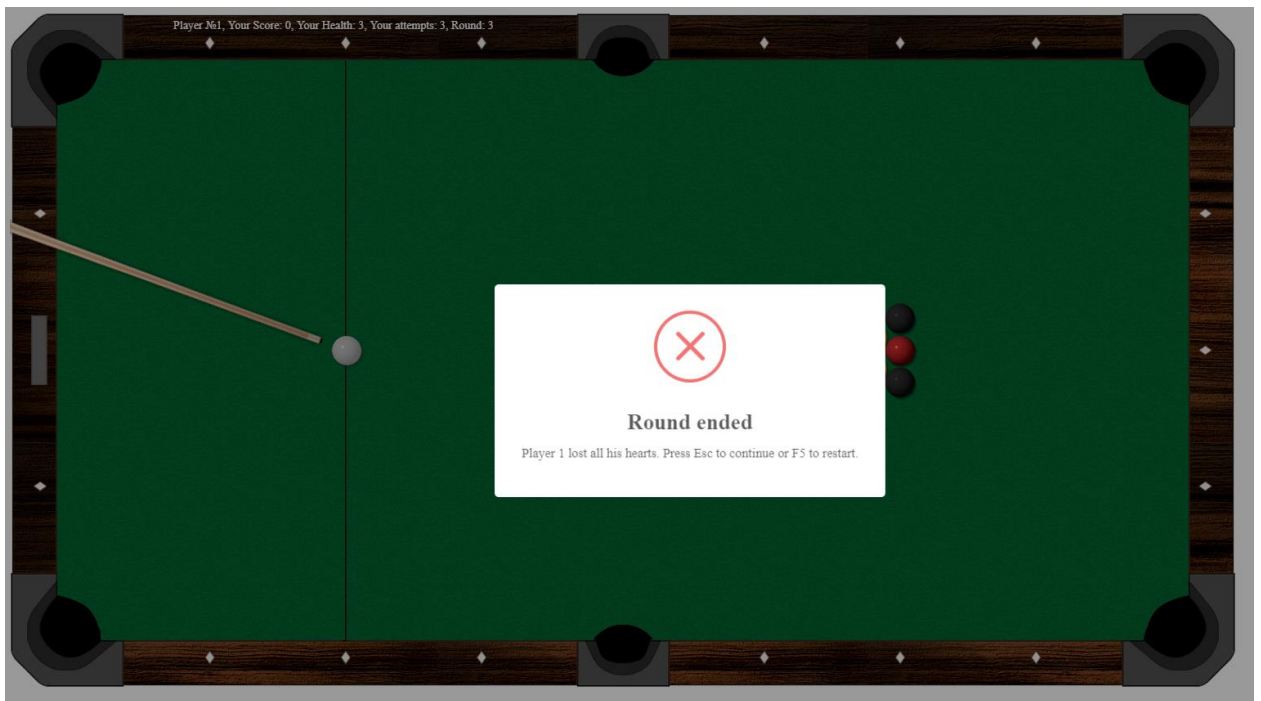 Player №1, Your Score: 0, Your Health: 3, Your attempts: 3, Round: 3
Round ended
Player 1 lost all his hearts. Press Esc to continue or F5 to restart.